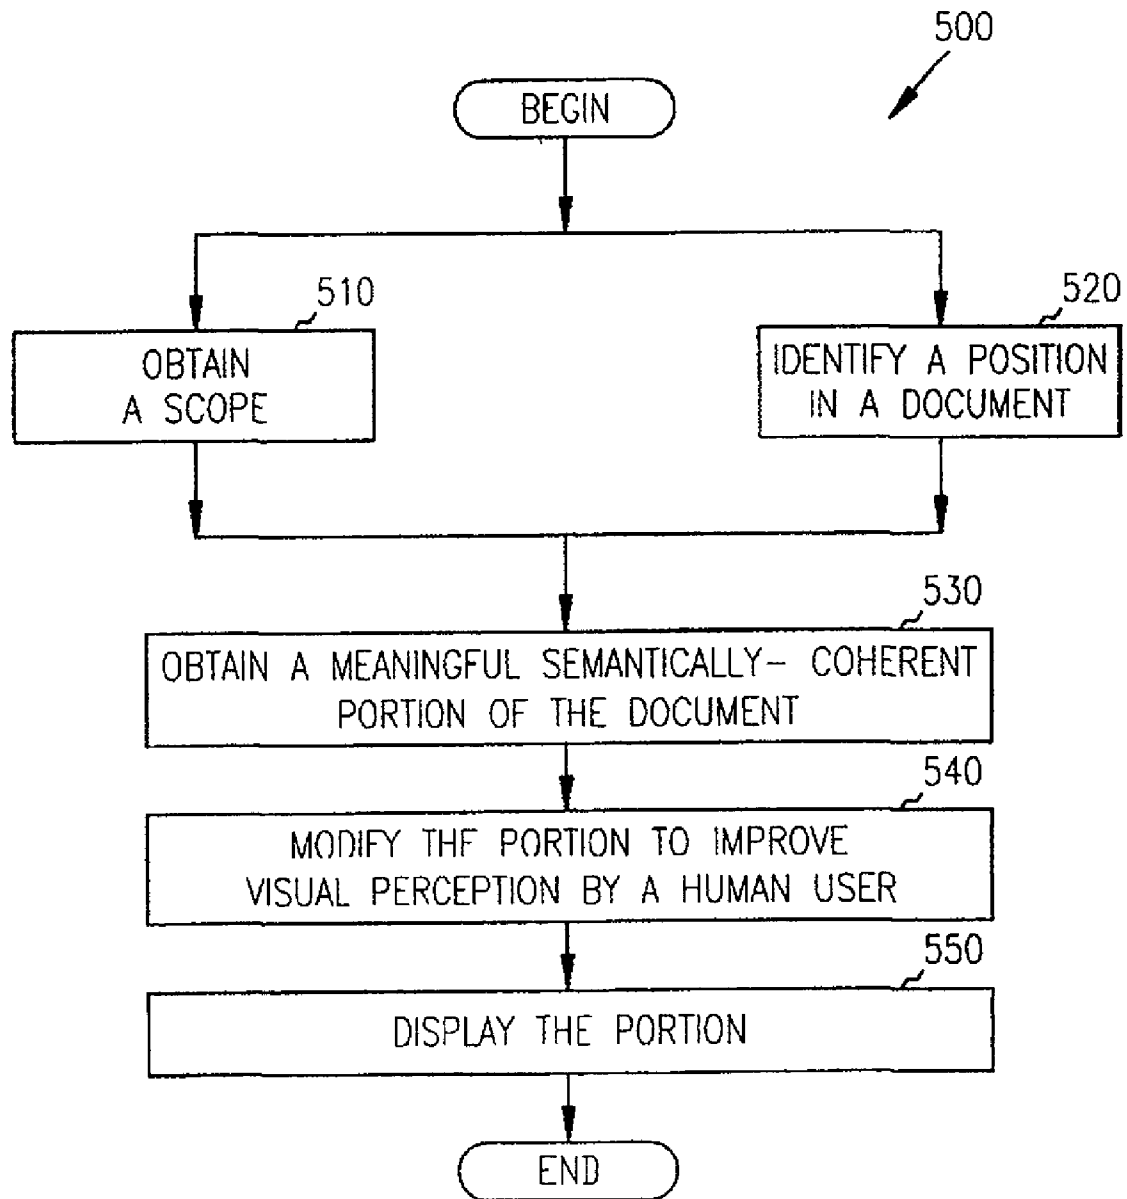 500
BEGIN
510
OBTAIN
A SCOPE
520
IDENTIFY A POSITION
IN A DOCUMENT
530
OBTAIN A MEANINGFUL SEMANTICALLY- COHERENT
PORTION OF THE DOCUMENT
540
MODIFY THF PORTION TO IMPROVE
VISUAL PERCEPTION BY A HUMAN USER
550
DISPLAY THE PORTION
END